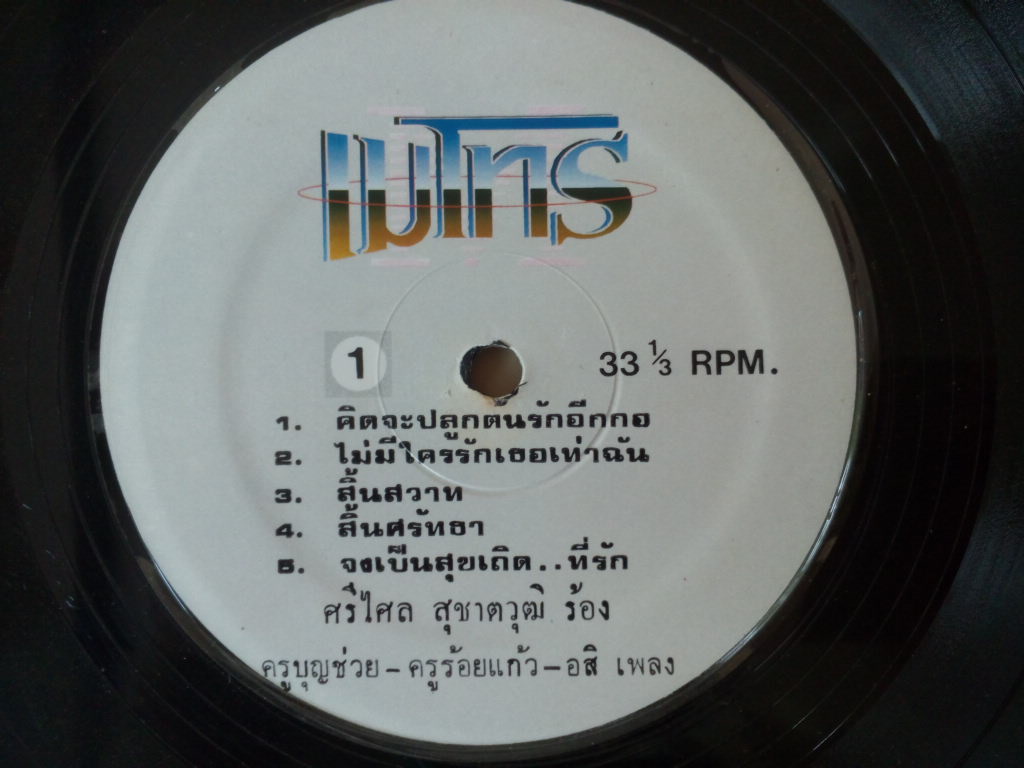 เมโทร
1
33 1/3 RPM.
1. คิดจะปลูกต้นรักอีกกอ
2. ไม่มีใครรักเธอเท่าฉัน
3. สิ้นสวาท
4. สิ้นศรัทธา
5. จงเป็นสุขเถิด..ที่รัก
ศรีไศล สุชาตวุฒิ ร้อง
ครูบุญช่วย-ครูร้อยแก้ว-อสิ เพลง